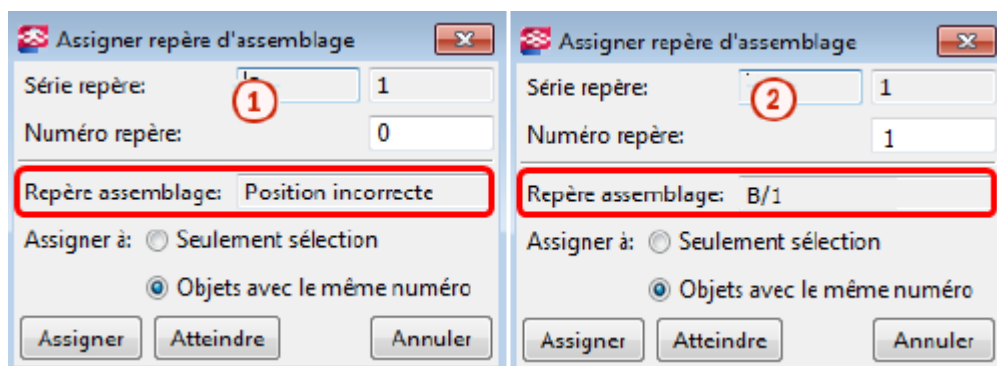 Assigner repère d'assemblage
Série repère: 1
1
Numéro repère: 0
Repère assemblage: Position incorrecte
Assigner à: Seulement sélection
Objets avec le même numéro
Assigner Atteindre Annuler
Assigner repère d'assemblage
Série repère: 1
2
Numéro repère: 1
Repère assemblage: B/1
Assigner à: Seulement sélection
Objets avec le même numéro
Assigner Atteindre Annuler